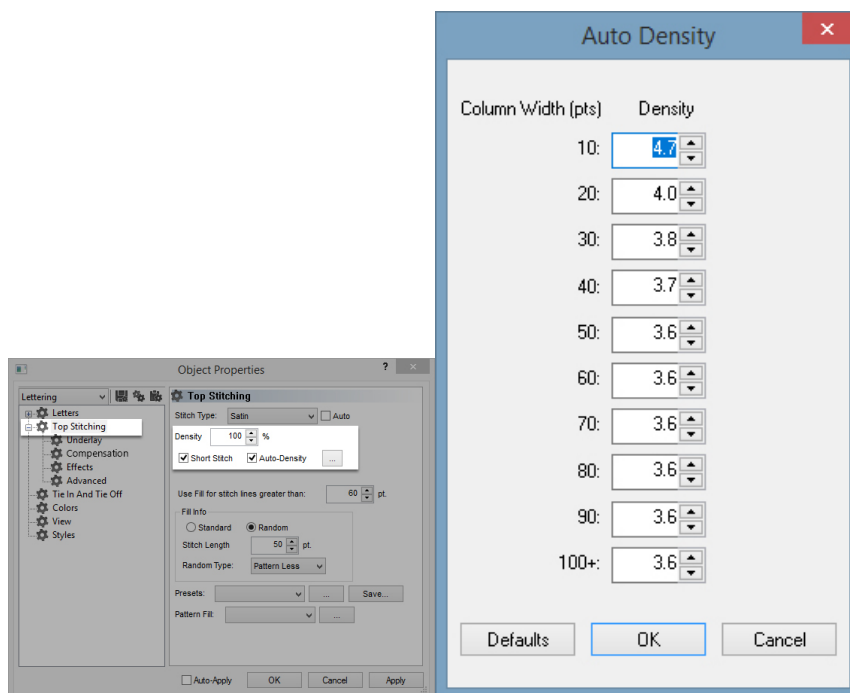 Object Properties
?
Lettering
Letters
Top Stitching
Underlay
Compensation
Effects
Advanced
Tie In And Tie Off
Colors
View
Styles
Top Stitching
Stitch Type: Satin Auto
Density 100 %
Short Stitch Auto-Density ...
Use Fill for stitch lines greater than: 60 pt.
Fill Info
Standard Random
Stitch Length 50 pt.
Random Type: Pattern Less
Presets: ... Save...
Pattern Fill: ...
Auto-Apply OK Cancel Apply
Auto Density
Column Width (pts) Density
10: 4.7
20: 4.0
30: 3.8
40: 3.7
50: 3.6
60: 3.6
70: 3.6
80: 3.6
90: 3.6
100+: 3.6
Defaults OK Cancel